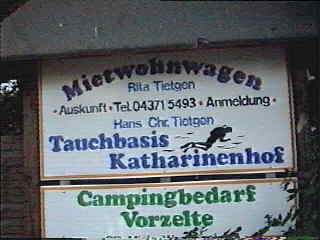 Mietwohnwagen
Rita Tietgen
• Auskunft • Tel. 04371 5493 • Anmeldung •
Hans Chr. Tietgen
Tauchbasis
Katharinenhof
Campingbedarf
Vorzelte